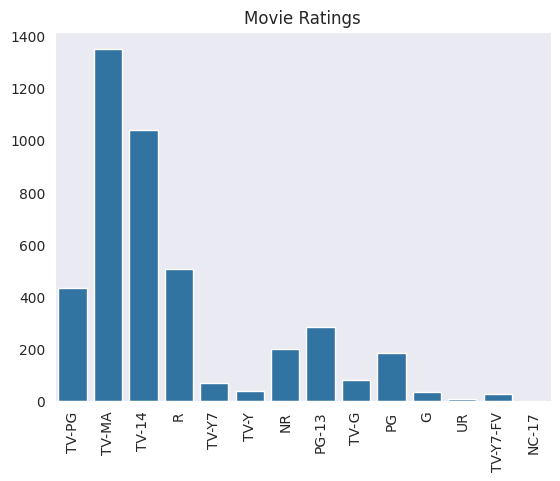 Movie Ratings
1400
1200
1000
800
600
400
200
0
TV-PG
TV-MA
TV-14
R
TV-Y7
TV-Y
NR
PG-13
TV-G
PG
G
UR
TV-Y7-FV
NC-17